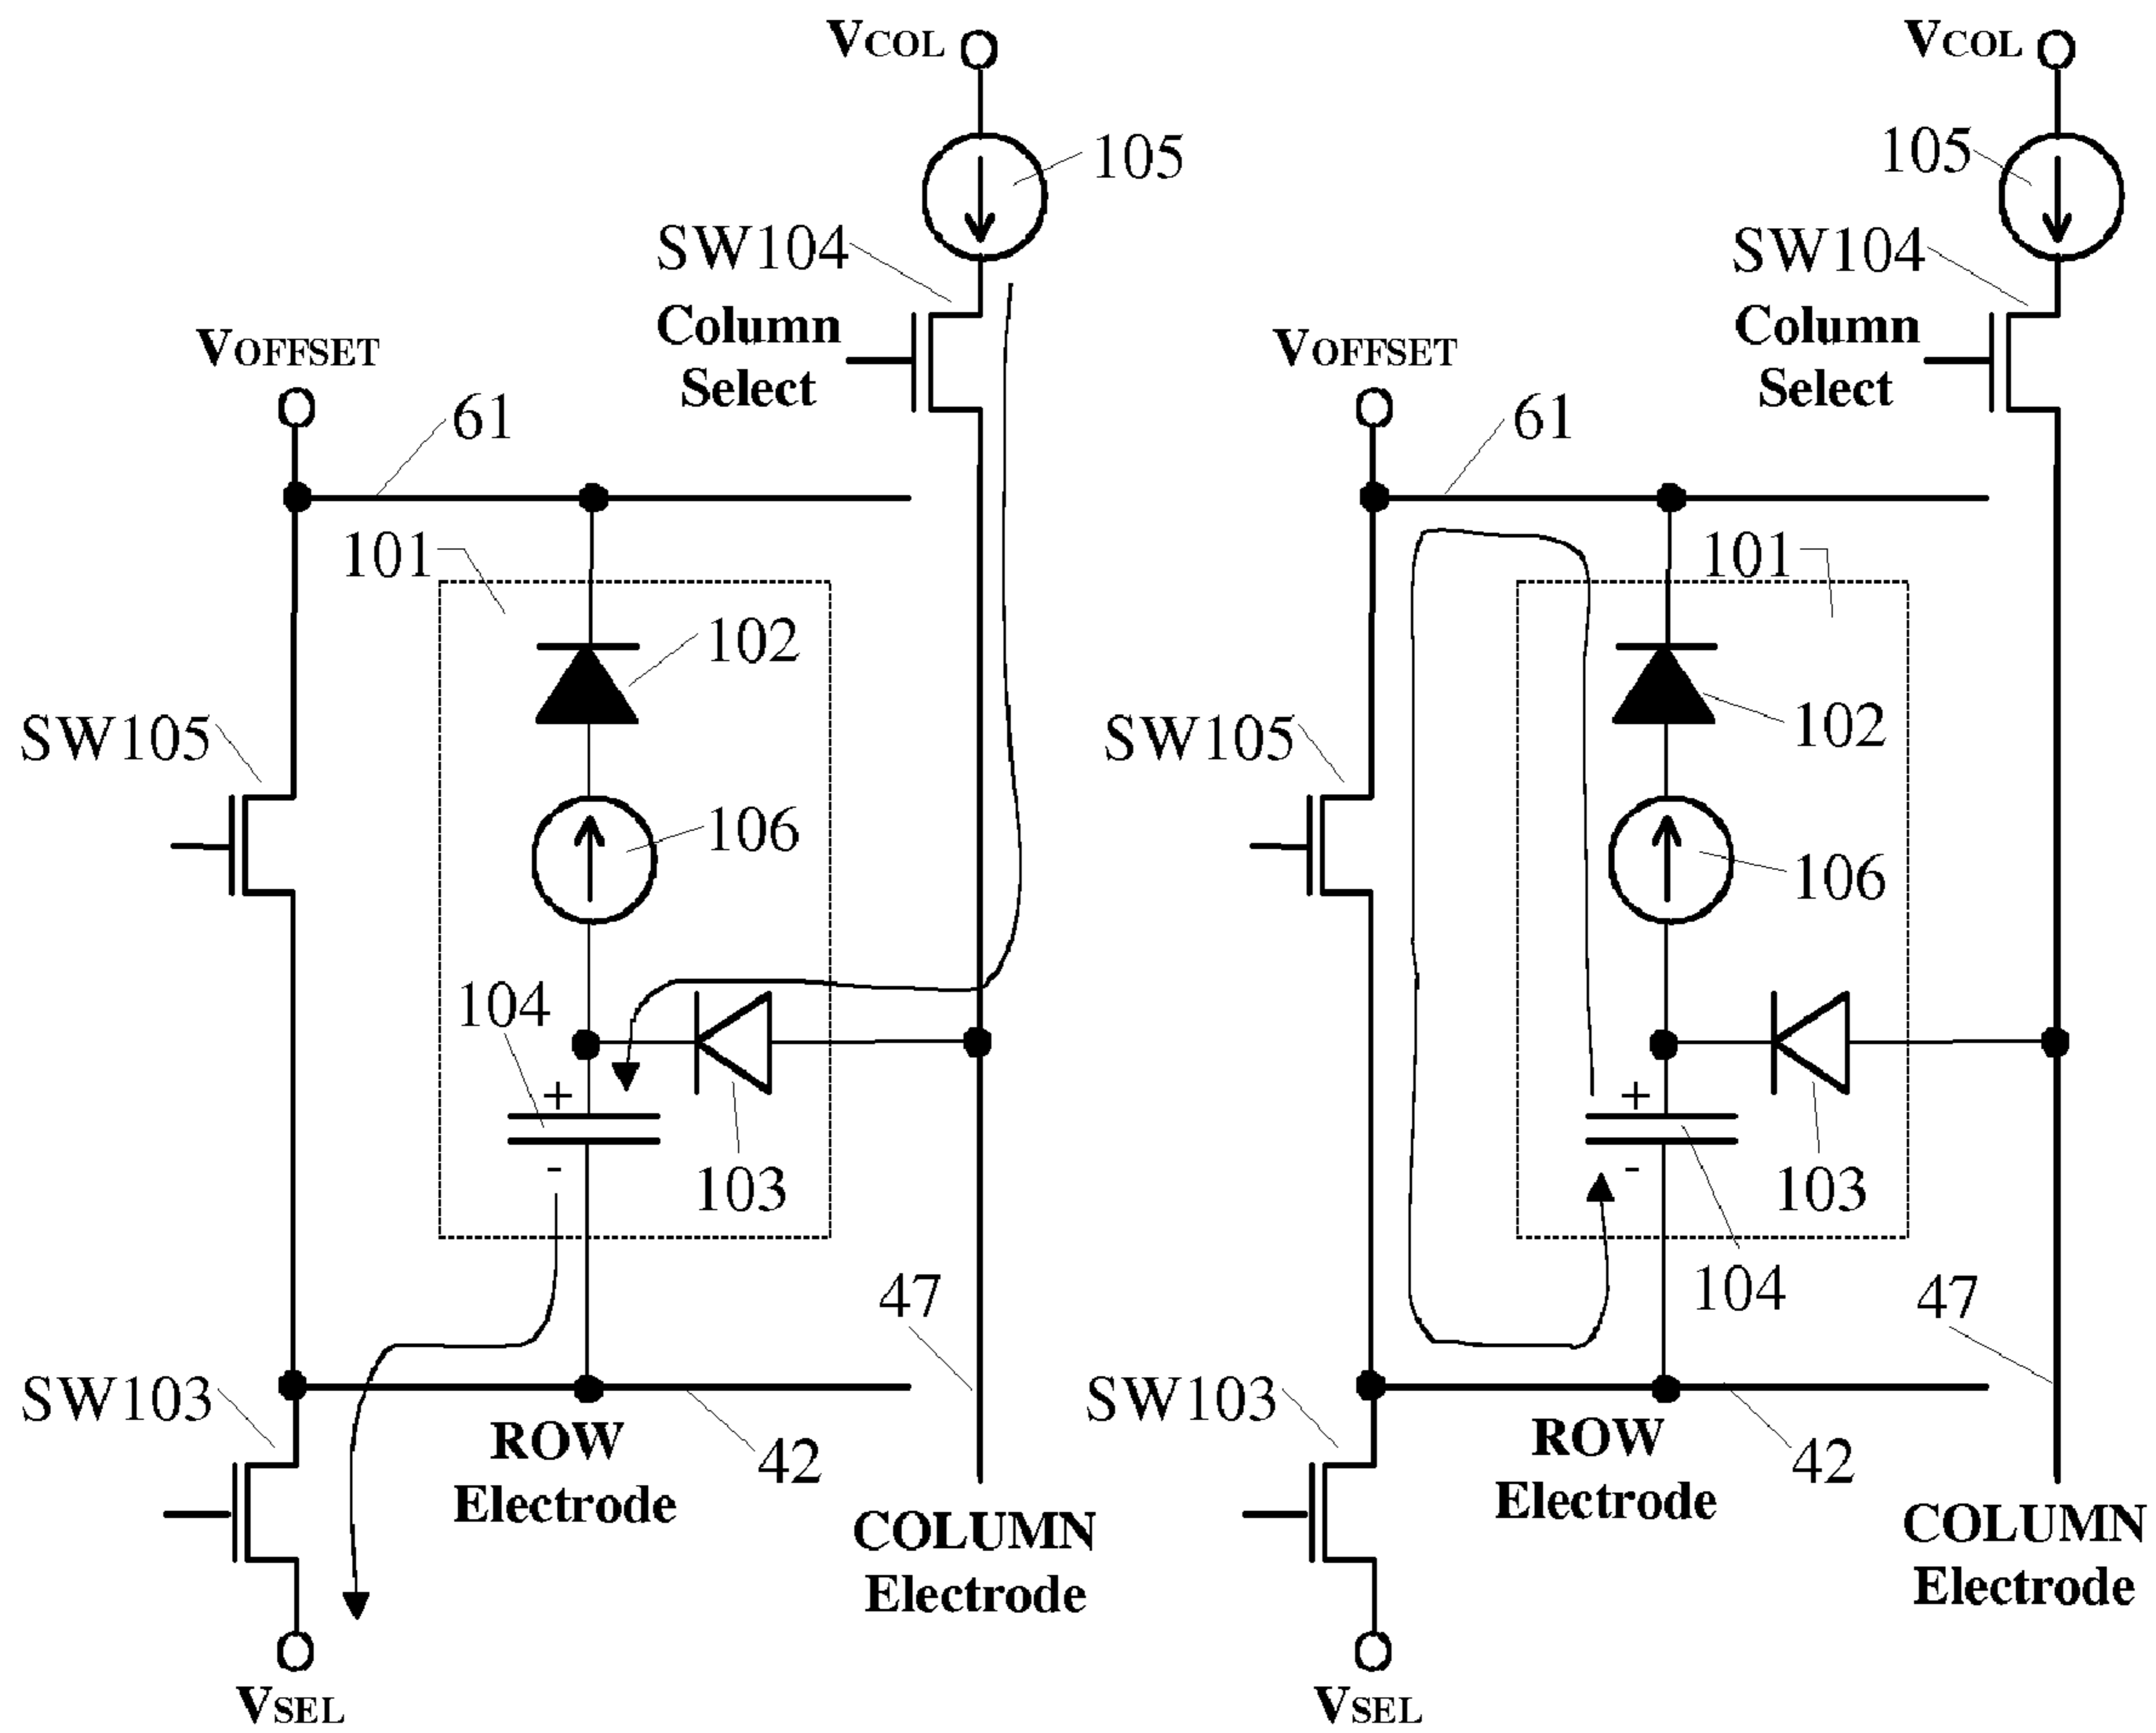 VCOL
105
SW104
Column
Select
VOFFSET
61
101
102
SW105
106
104
+
-
103
47
SW103
ROW
Electrode
42
COLUMN
Electrode
VSEL
VCOL
105
SW104
Column
Select
VOFFSET
61
101
102
SW105
106
+
-
103
104
47
SW103
ROW
Electrode
42
COLUMN
Electrode
VSEL